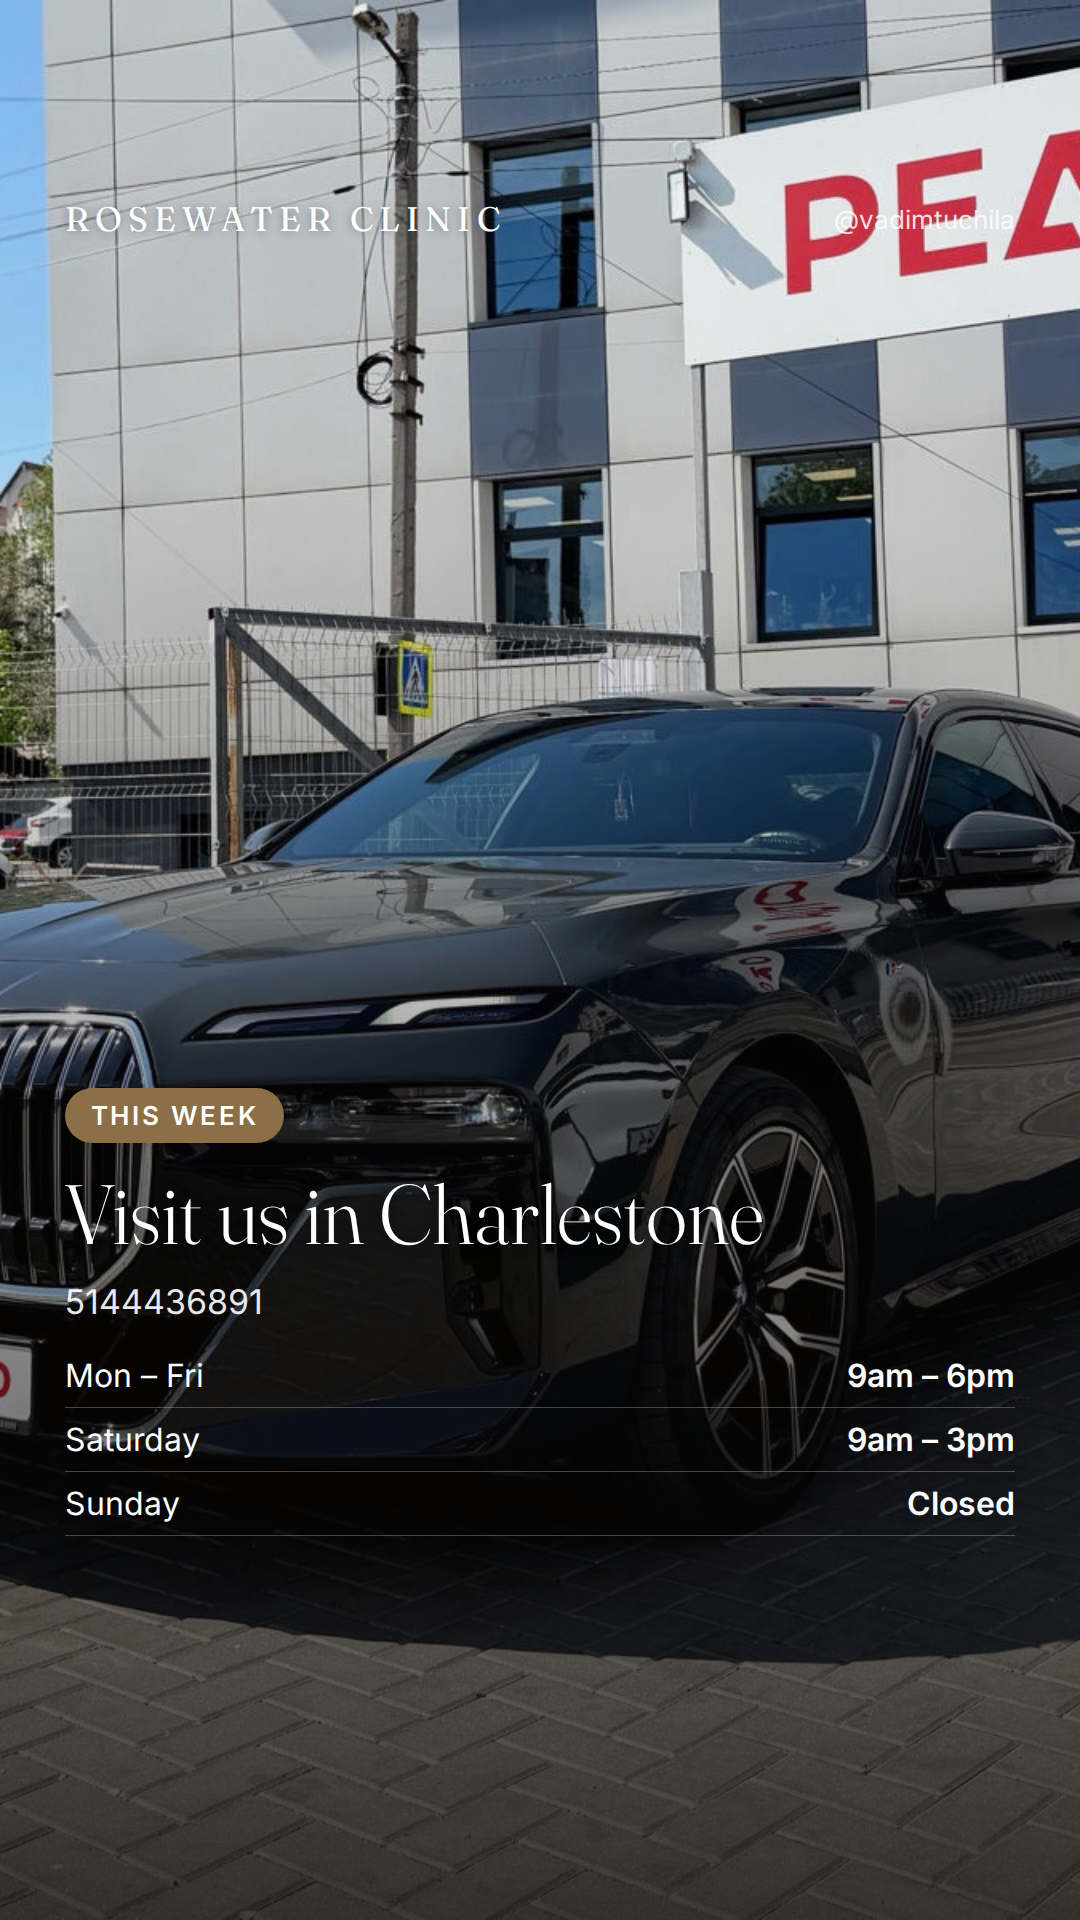 ROSEWATER CLINIC
@vadimtuchila
PEA
THIS WEEK
Visit us in Charlestone
5144436891
Mon – Fri 9am – 6pm
Saturday 9am – 3pm
Sunday Closed